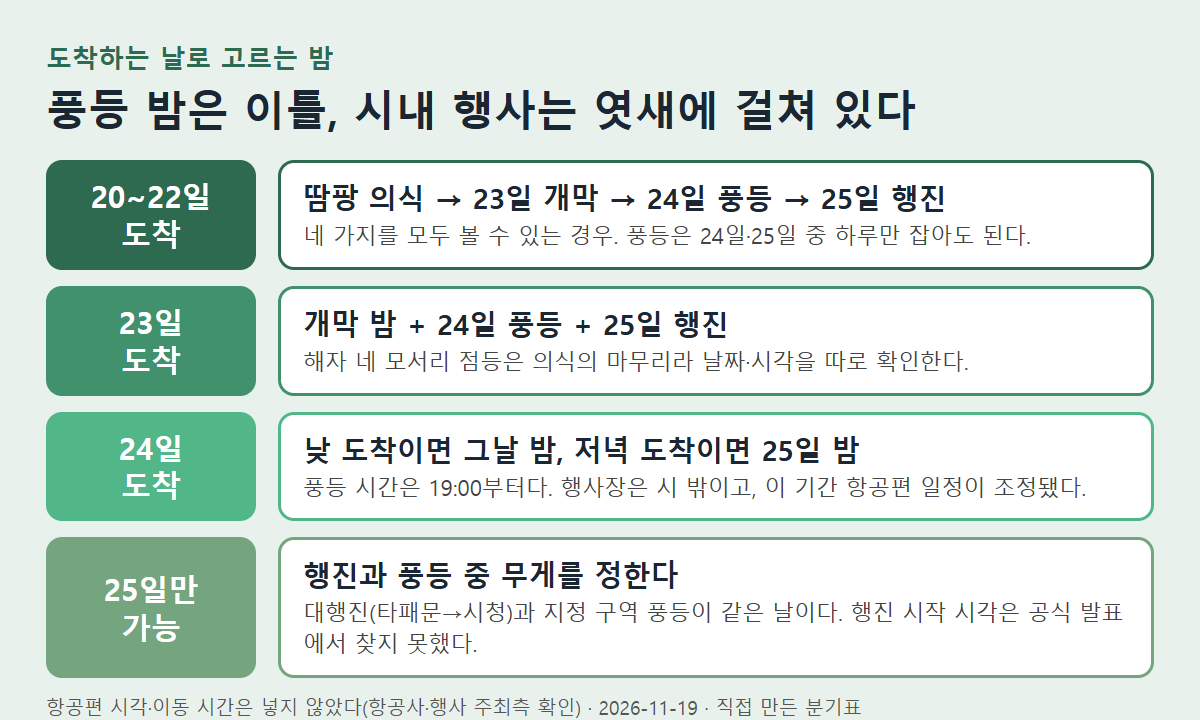 도착하는 날로 고르는 밤
풍등 밤은 이틀, 시내 행사는 엿새에 걸쳐 있다
20~22일
도착
땀팡 의식 → 23일 개막 → 24일 풍등 → 25일 행진
네 가지를 모두 볼 수 있는 경우. 풍등은 24일·25일 중 하루만 잡아도 된다.
23일
도착
개막 밤 + 24일 풍등 + 25일 행진
해자 네 모서리 점등은 의식의 마무리라 날짜·시각을 따로 확인한다.
24일
도착
낮 도착이면 그날 밤, 저녁 도착이면 25일 밤
풍등 시간은 19:00부터다. 행사장은 시 밖이고, 이 기간 항공편 일정이 조정됐다.
25일만
가능
행진과 풍등 중 무게를 정한다
대행진(타패문→시청)과 지정 구역 풍등이 같은 날이다. 행진 시작 시각은 공식 발표
에서 찾지 못했다.
항공편 시각·이동 시간은 넣지 않았다(항공사·행사 주최측 확인) · 2026-11-19 · 직접 만든 분기표